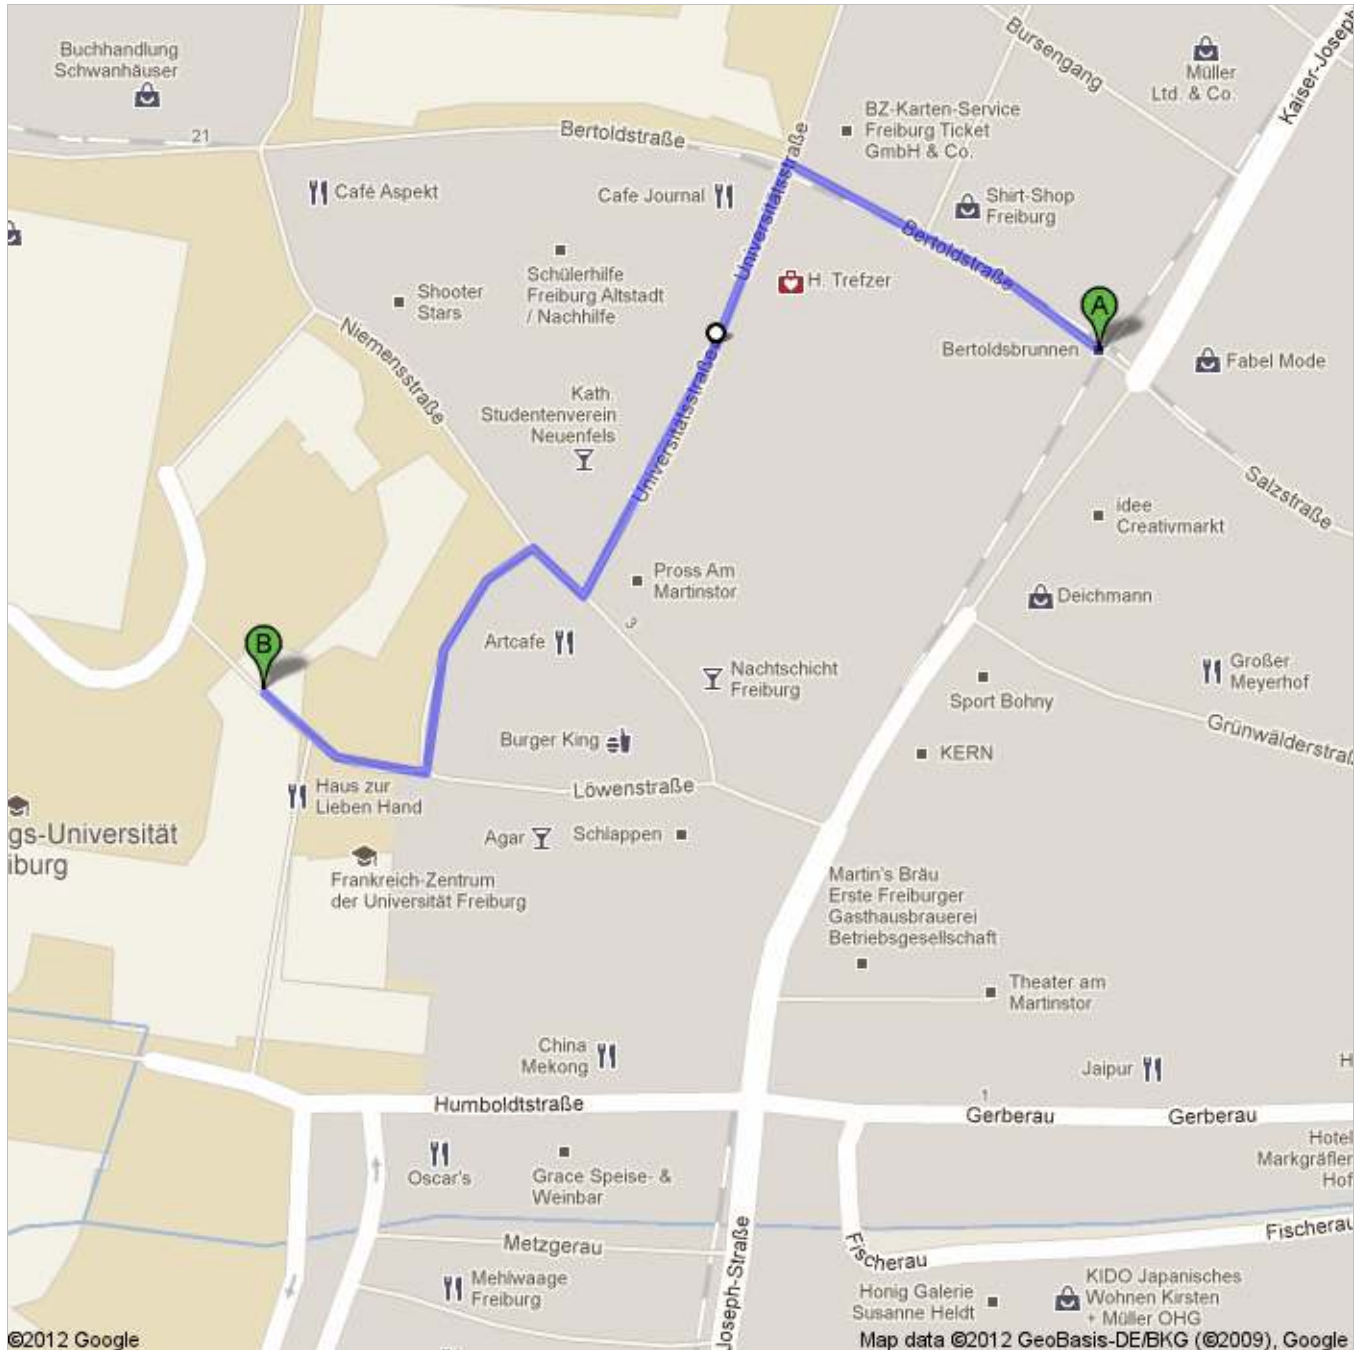 Buchhandlung
Schwanhäuser
Bursengang
Müller
Ltd. & Co.
Kaiser-Joseph
BZ-Karten-Service
Freiburg Ticket
GmbH & Co.
21
Bertoldstraße
Universitätsstraße
Café Aspekt
Cafe Journal
Shirt-Shop
Freiburg
Bertoldstraße
Schülerhilfe
Freiburg Altstadt
/ Nachhilfe
H. Trefzer
Shooter
Stars
A
Niemensstraße
Bertoldsbrunnen
Fabel Mode
Kath.
Studentenverein
Neuenfels
Universitätsstraße
Salzstraße
idee
Creativmarkt
Pross Am
Martinstor
Deichmann
3
B
Artcafe
Nachtschicht
Freiburg
Großer
Meyerhof
Sport Bohny
Grünwälderstraß
Burger King
KERN
Haus zur
Lieben Hand
Löwenstraße
gs-Universität
iburg
Agar
Schlappen
Frankreich-Zentrum
der Universität Freiburg
Martin's Bräu
Erste Freiburger
Gasthausbrauerei
Betriebsgesellschaft
Theater am
Martinstor
China
Mekong
Jaipur
H
Humboldtstraße
1
Gerberau
Gerberau
Hotel
Markgräfler
Hof
Oscar's
Grace Speise- &
Weinbar
Fischerau
Fischerau
Metzgerau
Joseph-Straße
Mehlwaage
Freiburg
Honig Galerie
Susanne Heldt
KIDO Japanisches
Wohnen Kirsten
+ Müller OHG
©2012 Google
Map data ©2012 GeoBasis-DE/BKG (©2009), Google